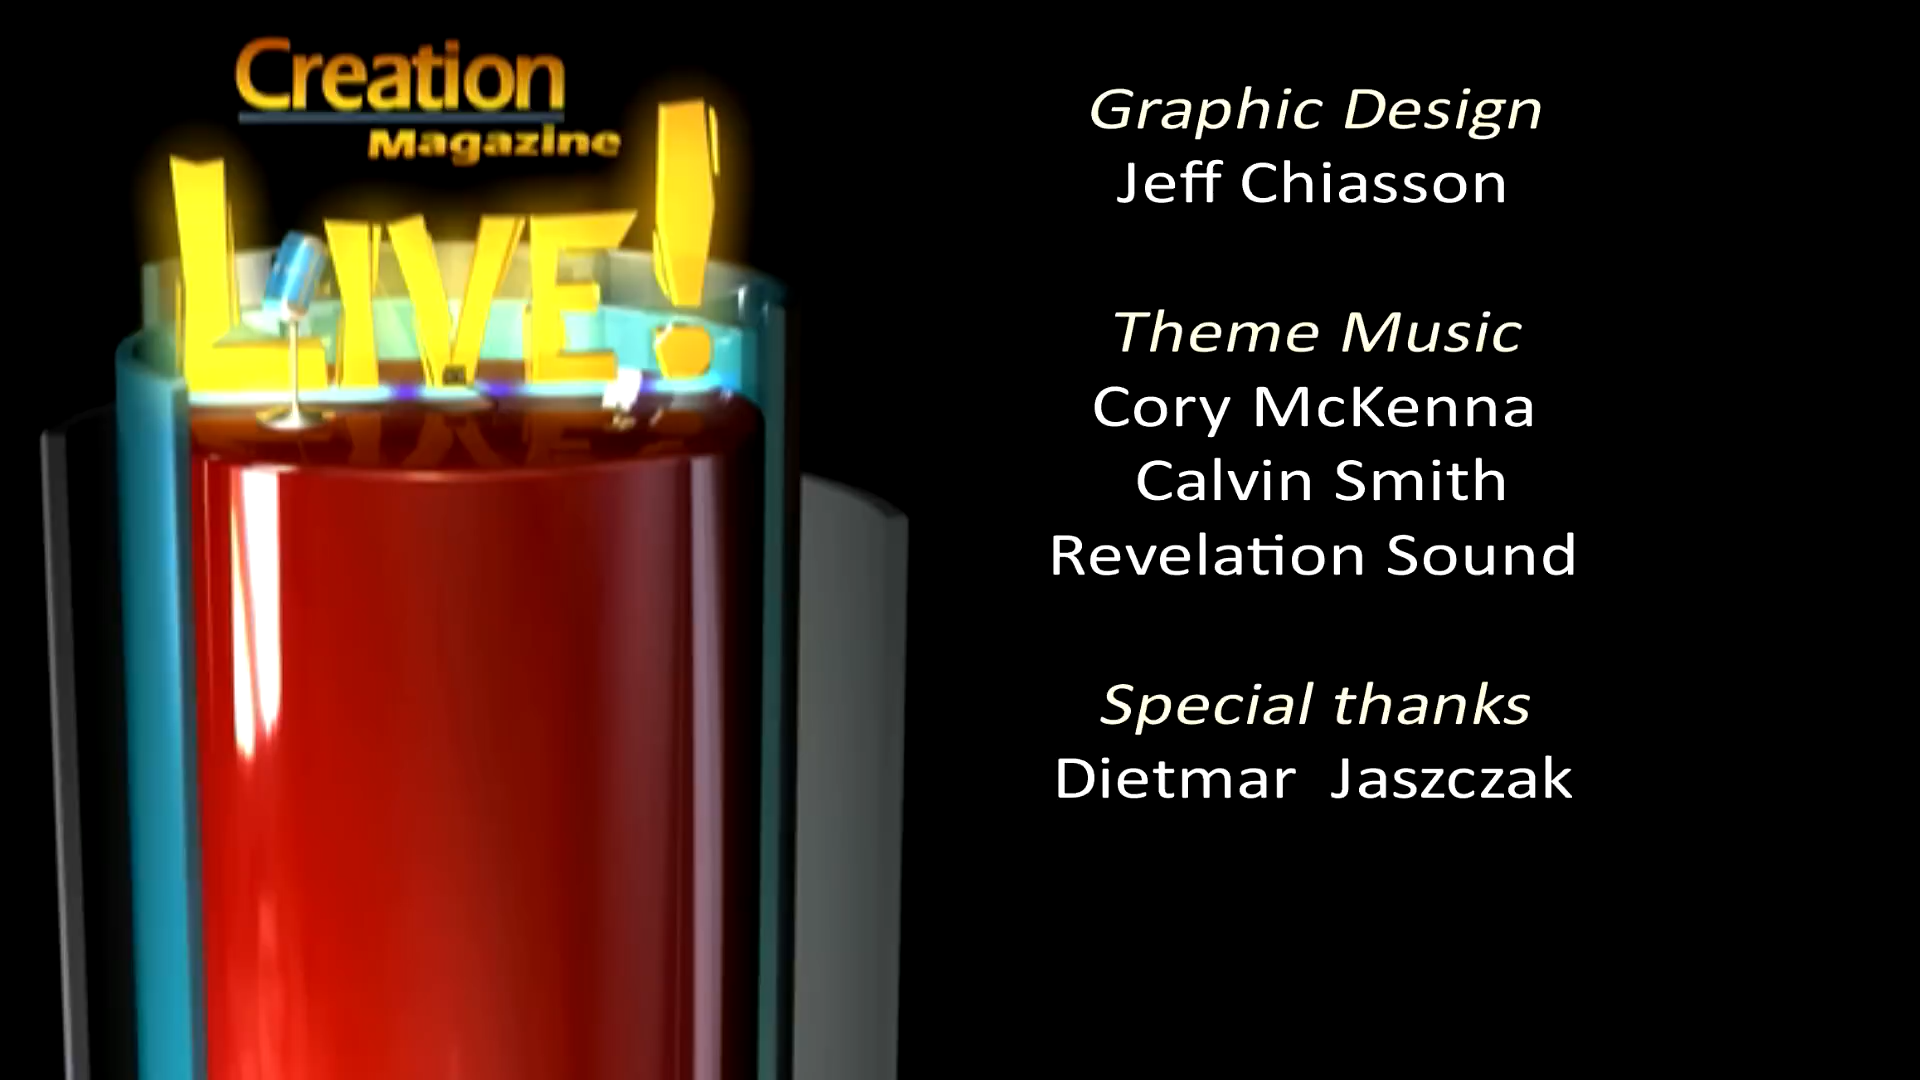 Creation
Magazine
LIVE!
Graphic Design
Jeff Chiasson
Theme Music
Cory McKenna
Calvin Smith
Revelation Sound
Special thanks
Dietmar Jaszczak